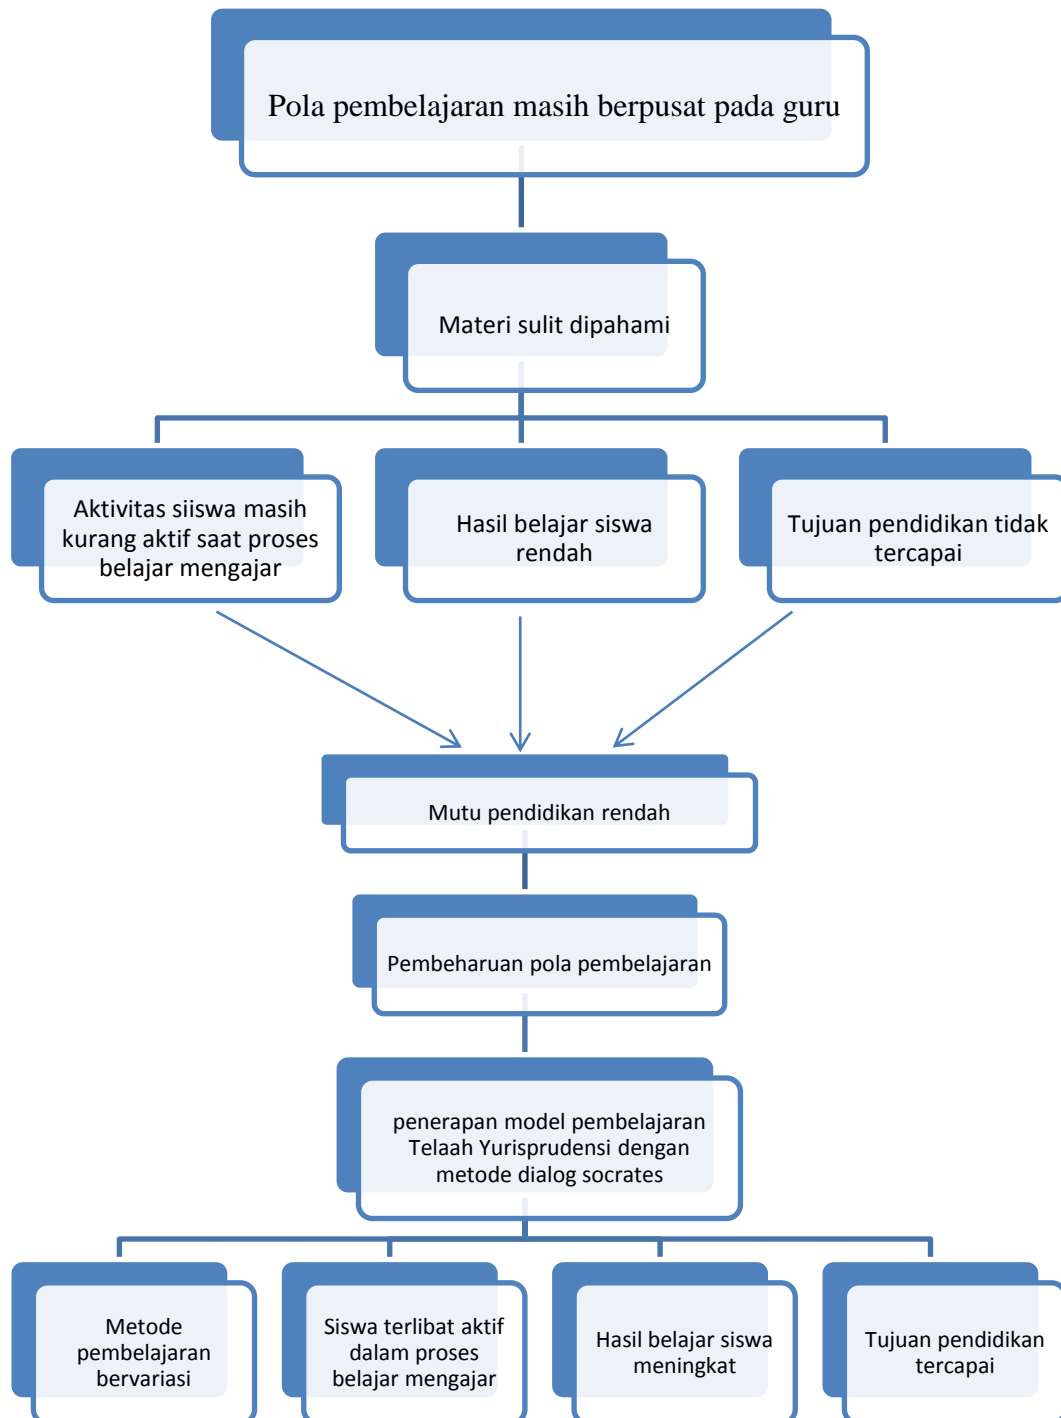 Pola pembelajaran masih berpusat pada guru
Materi sulit dipahami
Aktivitas siiswa masih
kurang aktif saat proses
belajar mengajar
Hasil belajar siswa
rendah
Tujuan pendidikan tidak
tercapai
Mutu pendidikan rendah
Pembeharuan pola pembelajaran
penerapan model pembelajaran
Telaah Yurisprudensi dengan
metode dialog socrates
Metode
pembelajaran
bervariasi
Siswa terlibat aktif
dalam proses
belajar mengajar
Hasil belajar siswa
meningkat
Tujuan pendidikan
tercapai